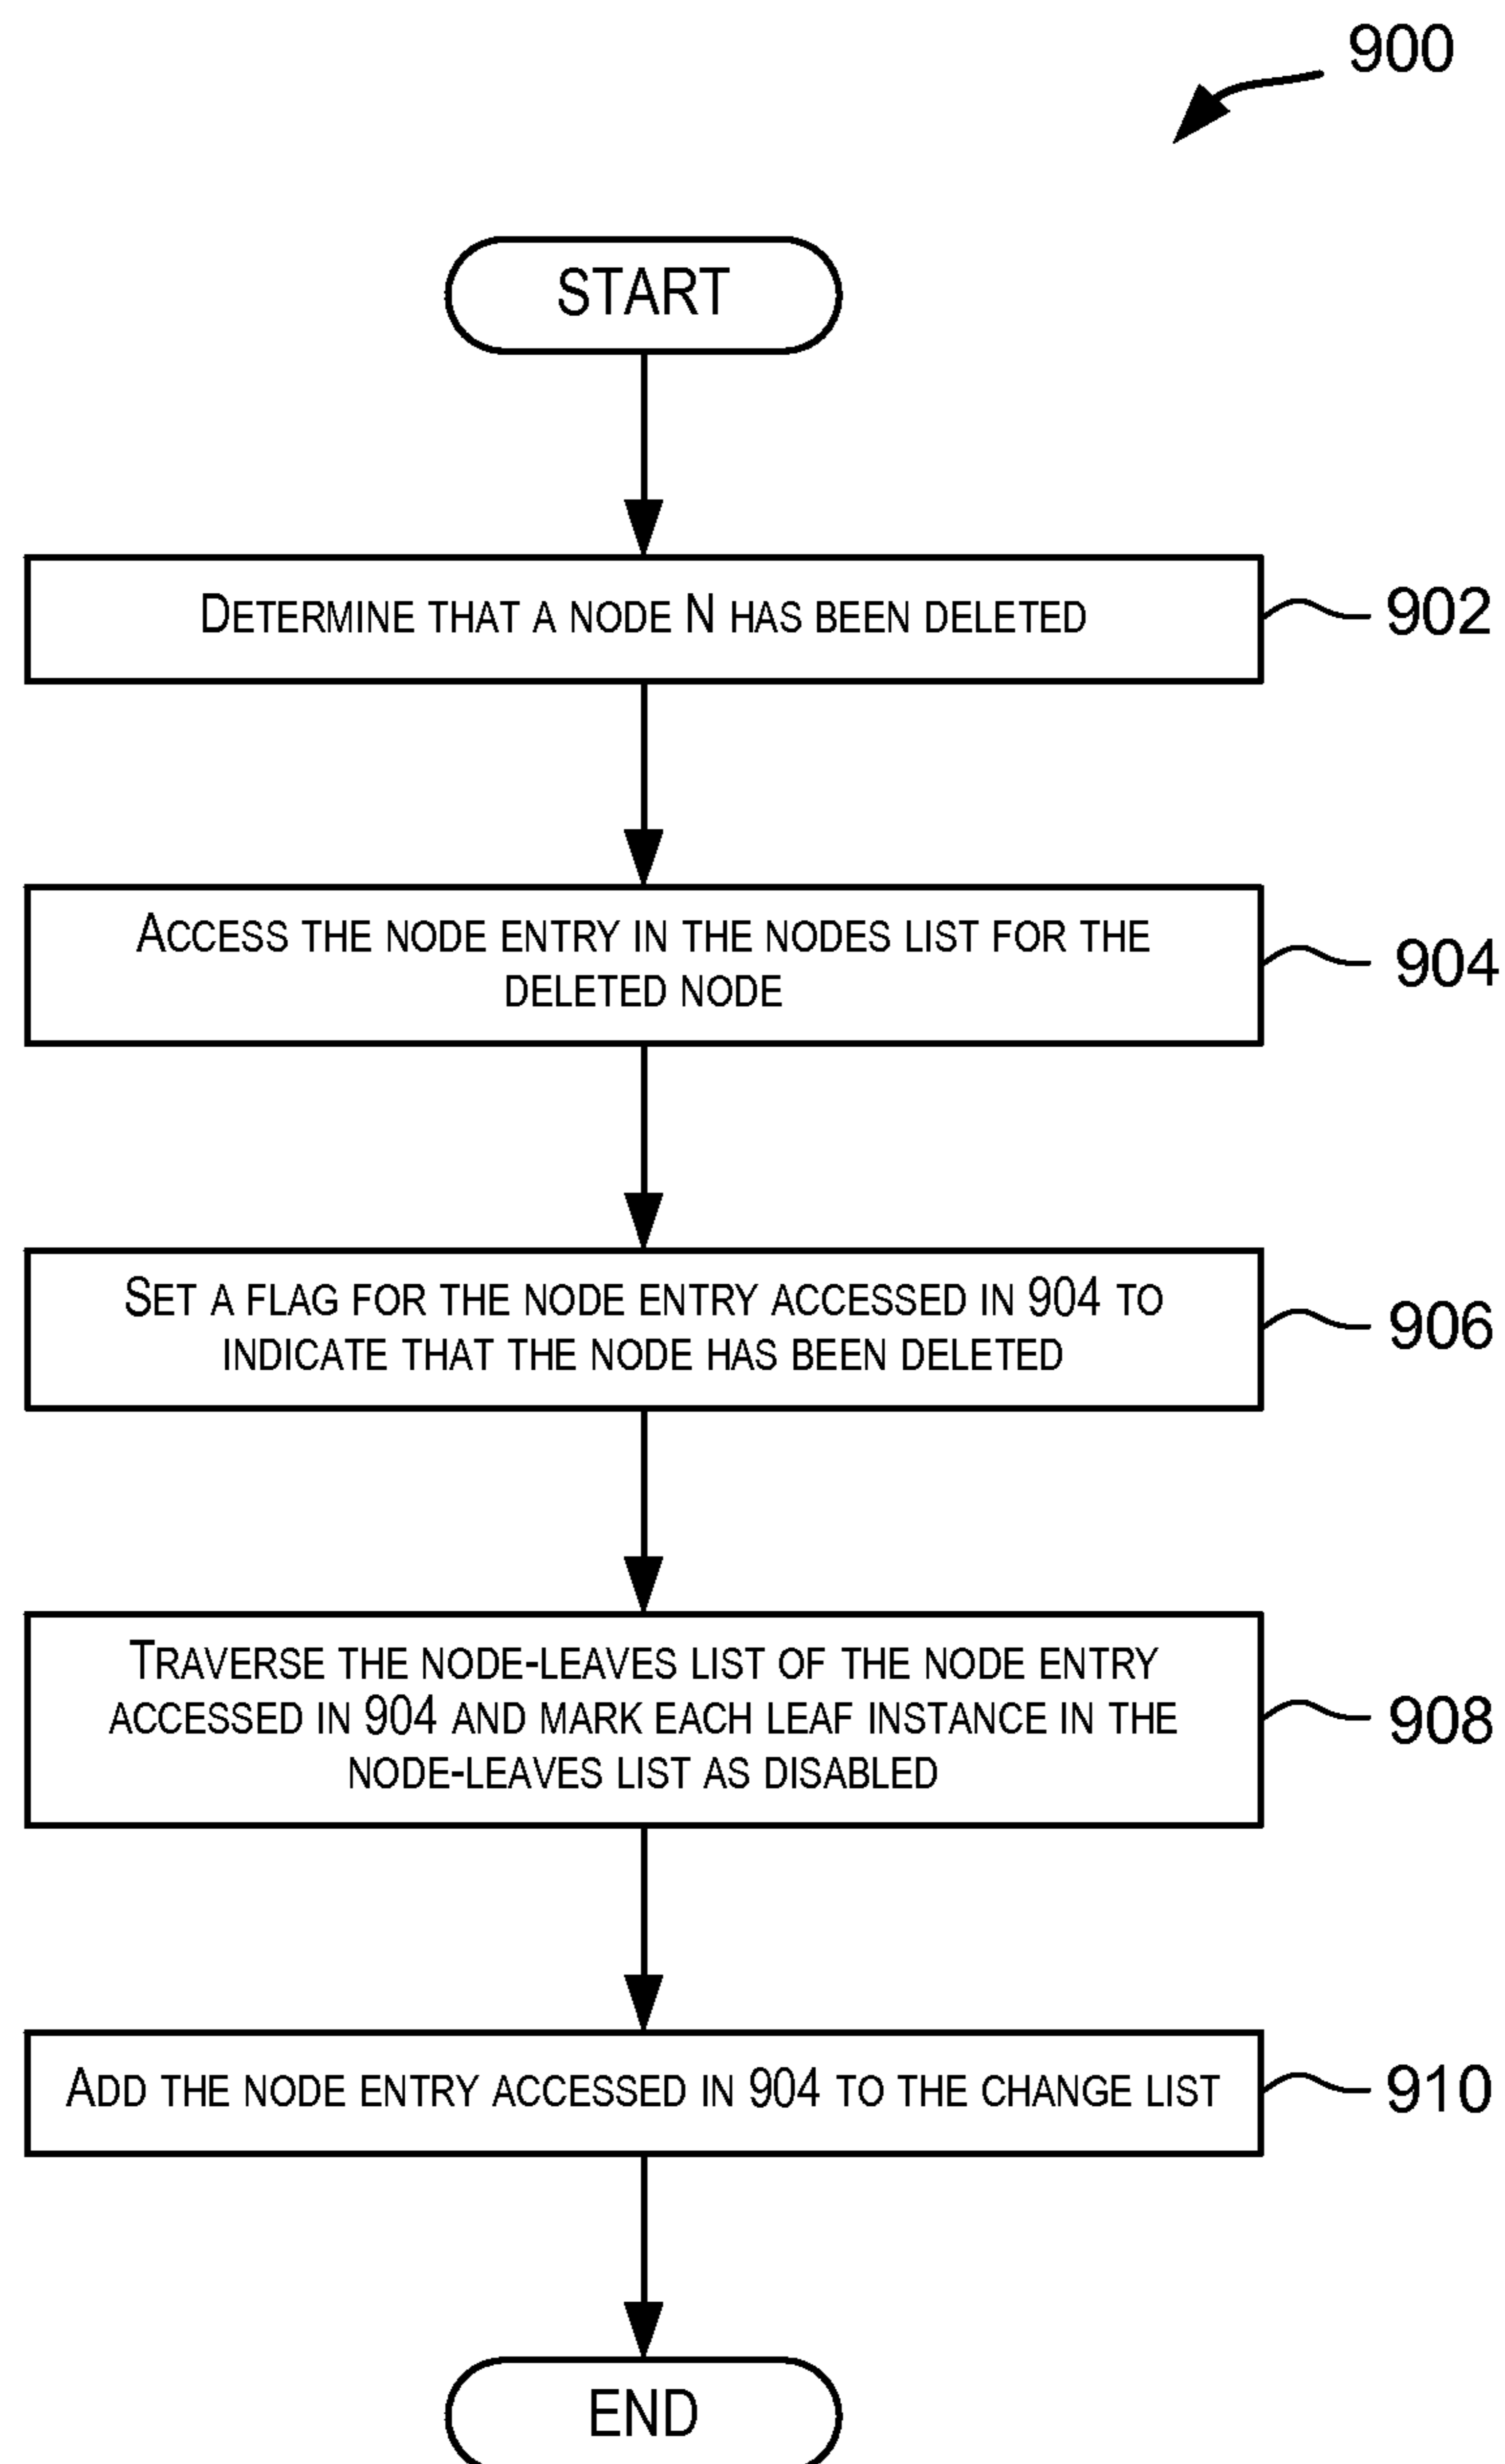 900
START
DETERMINE THAT A NODE N HAS BEEN DELETED
902
ACCESS THE NODE ENTRY IN THE NODES LIST FOR THE
DELETED NODE
904
SET A FLAG FOR THE NODE ENTRY ACCESSED IN 904 TO
INDICATE THAT THE NODE HAS BEEN DELETED
906
TRAVERSE THE NODE-LEAVES LIST OF THE NODE ENTRY
ACCESSED IN 904 AND MARK EACH LEAF INSTANCE IN THE
NODE-LEAVES LIST AS DISABLED
908
ADD THE NODE ENTRY ACCESSED IN 904 TO THE CHANGE LIST
910
END